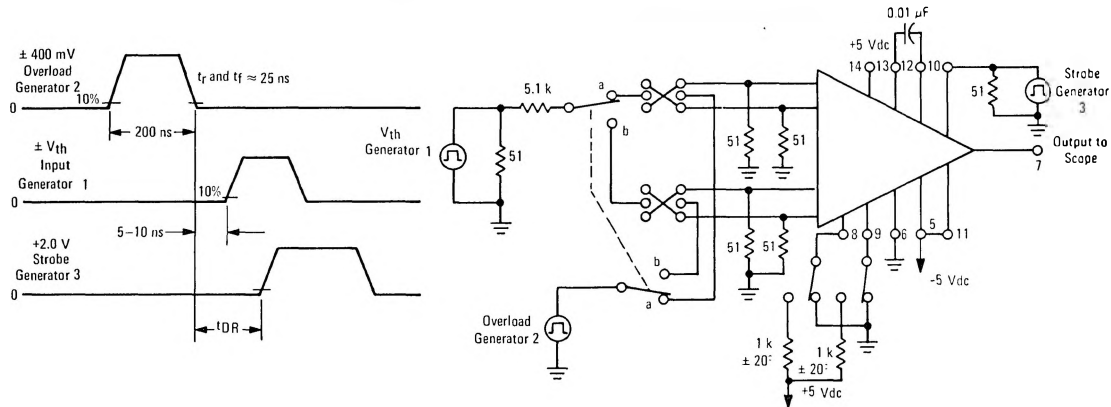 ± 400 mV
Overload
Generator 2
tr and tf ≈ 25 ns
10%
0
200 ns
± Vth
Input
Generator 1
10%
0
5–10 ns
+2.0 V
Strobe
Generator 3
0
tDR
Vth
Generator 1
51
5.1 k
a
b
b
a
Overload
Generator 2
51
51
51
51
0.01 µF
+5 Vdc
14
13
12
10
51
Strobe
Generator
3
Output to
Scope
7
8
9
6
5
11
-5 Vdc
1 k
± 20
1 k
± 20
+5 Vdc